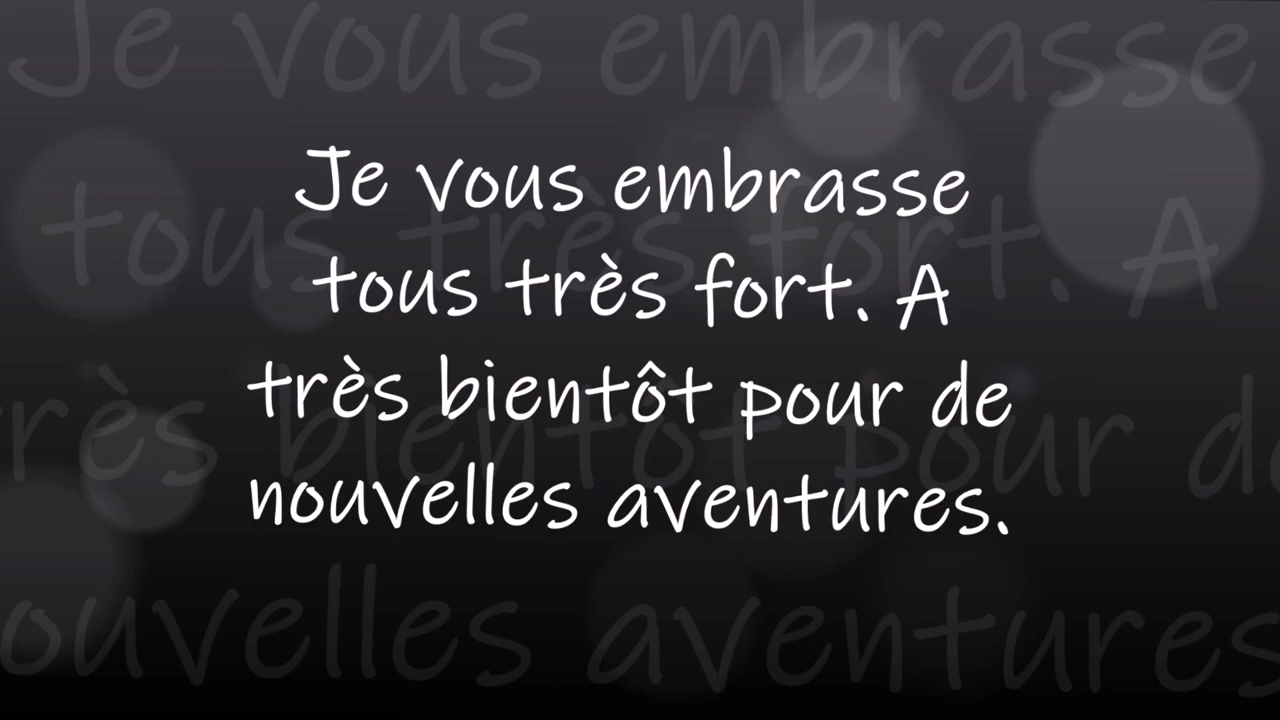 Je vous embrasse
tous très fort. A
très bientôt pour de
nouvelles aventures.